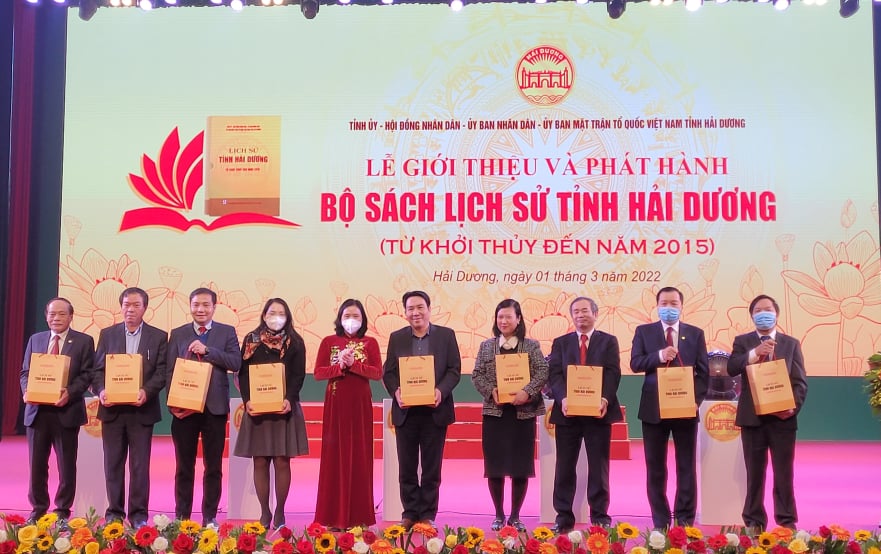 HẢI DƯƠNG
TỈNH ỦY - HỘI ĐỒNG NHÂN DÂN - ỦY BAN NHÂN DÂN - ỦY BAN MẶT TRẬN TỔ QUỐC VIỆT NAM TỈNH HẢI DƯƠNG
LỊCH SỬ
TỈNH HẢI DƯƠNG
LỄ GIỚI THIỆU VÀ PHÁT HÀNH
BỘ SÁCH LỊCH SỬ TỈNH HẢI DƯƠNG
(TỪ KHỞI THỦY ĐẾN NĂM 2015)
Hải Dương, ngày 01 tháng 3 năm 2022